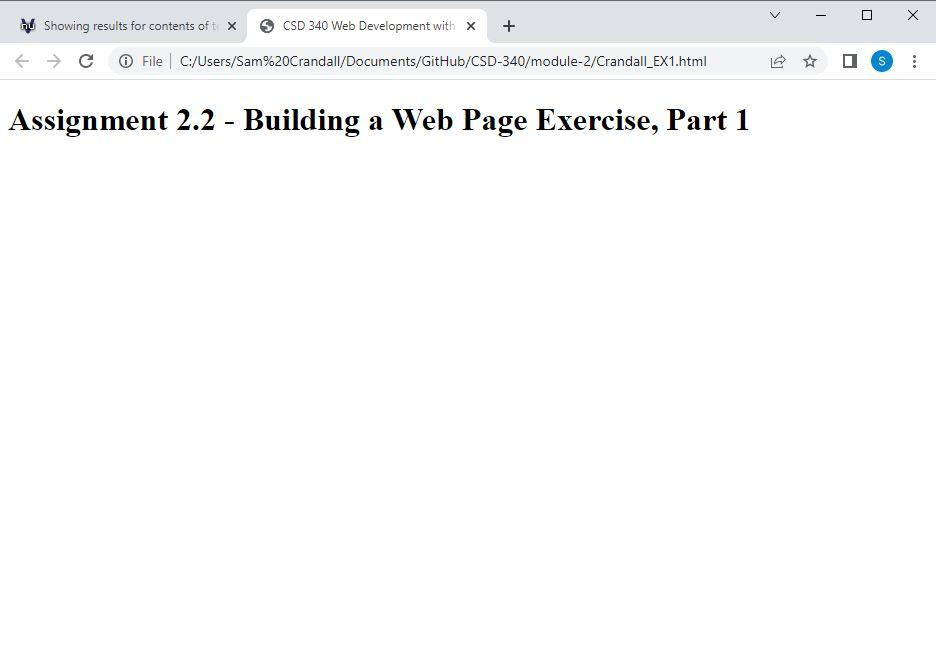 Showing results for contents of
CSD 340 Web Development with
File
C:/Users/Sam%20Crandall/Documents/GitHub/CSD-340/module-2/Crandall_EX1.html
S
Assignment 2.2 - Building a Web Page Exercise, Part 1